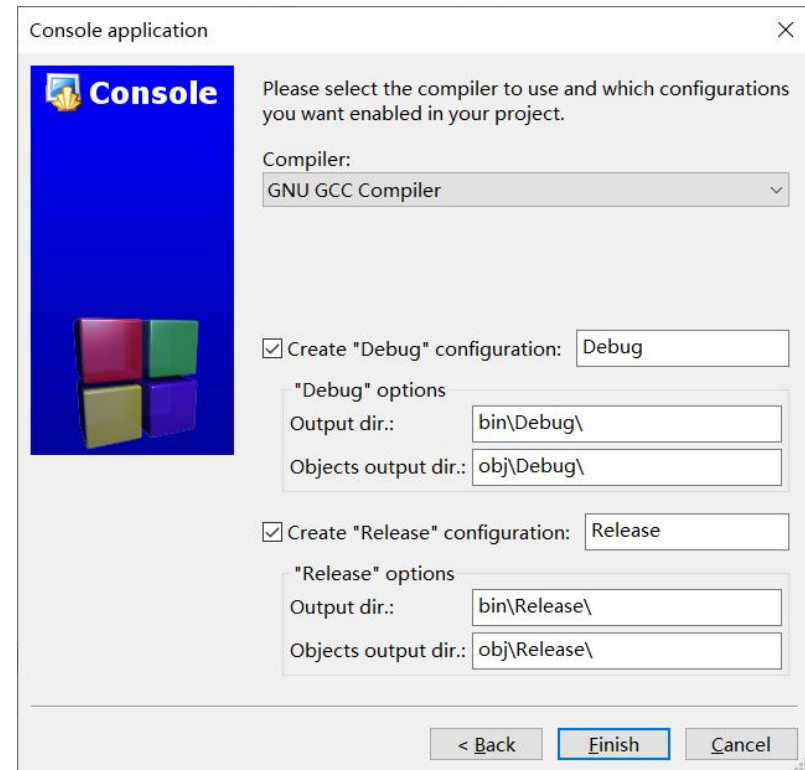 Console application
Console
Please select the compiler to use and which configurations
you want enabled in your project.
Compiler:
GNU GCC Compiler
Create "Debug" configuration: Debug
"Debug" options
Output dir.: bin\Debug\
Objects output dir.: obj\Debug\
Create "Release" configuration: Release
"Release" options
Output dir.: bin\Release\
Objects output dir.: obj\Release\
< Back Finish Cancel